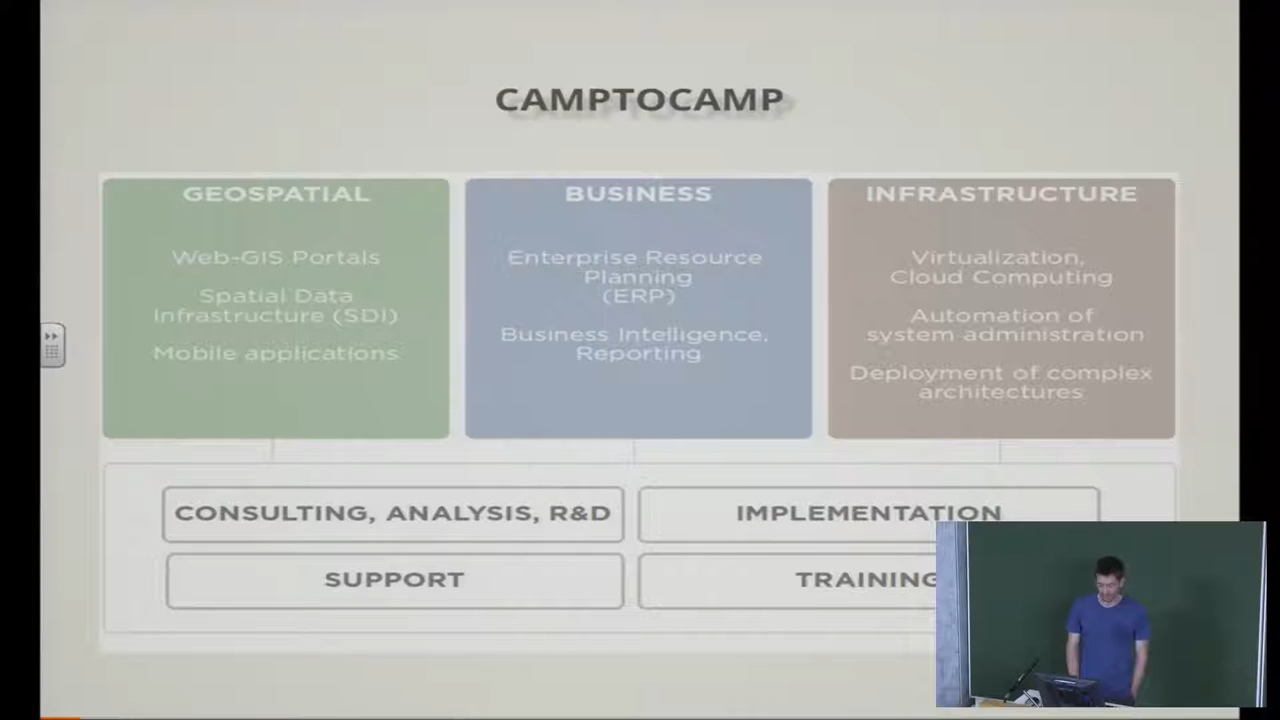 CAMPTOCAMP
GEOSPATIAL
Web-GIS Portals
Spatial Data
Infrastructure (SDI)
Mobile applications
BUSINESS
Enterprise Resource
Planning
(ERP)
Business Intelligence,
Reporting
INFRASTRUCTURE
Virtualization,
Cloud Computing
Automation of
system administration
Deployment of complex
architectures
CONSULTING, ANALYSIS, R&D
IMPLEMENTATION
SUPPORT
TRAINING